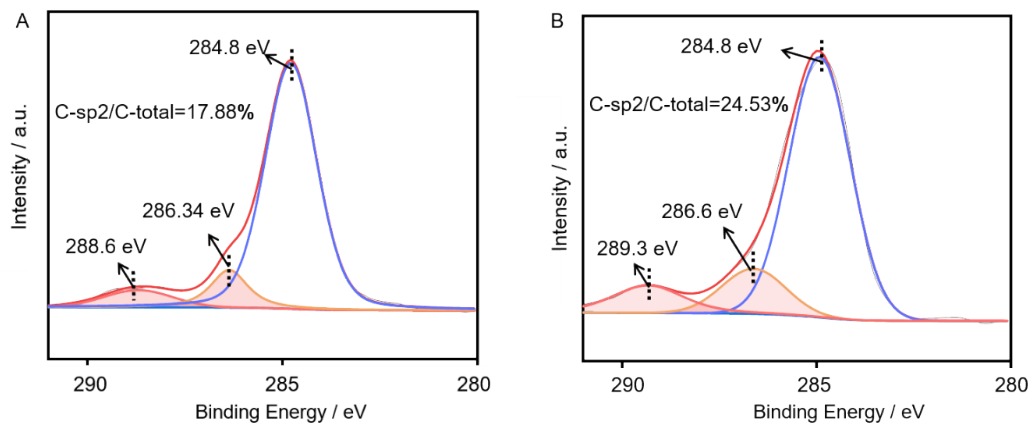 A
284.8 eV
C-sp2/C-total=17.88%
286.34 eV
288.6 eV
Intensity / a.u.
290
285
280
Binding Energy / eV
B
284.8 eV
C-sp2/C-total=24.53%
286.6 eV
289.3 eV
Intensity / a.u.
290
285
280
Binding Energy / eV